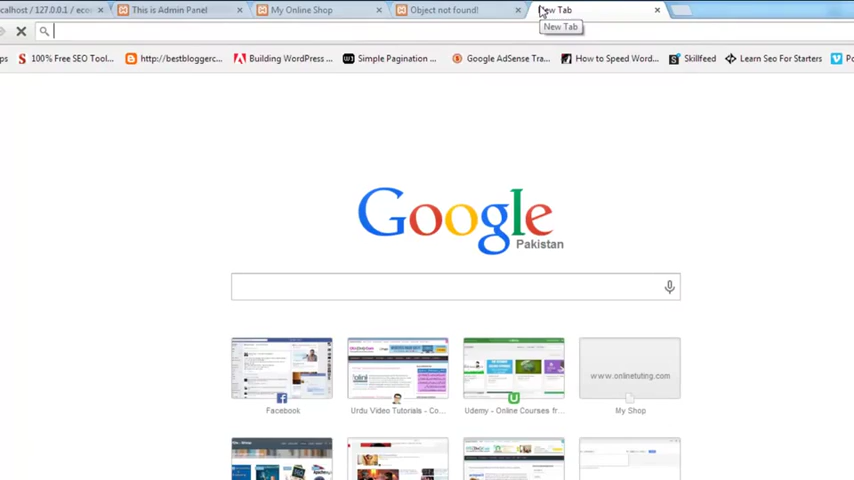 calhost / 127.0.0.1 / eco
This is Admin Panel
My Online Shop
Object not found!
New Tab
New Tab
ps
100% Free SEO Tool...
http://bestbloggerc...
Building WordPress ...
Simple Pagination ...
Google AdSense Tra...
How to Speed Word...
Skillfeed
Learn Seo For Starters
Po
Google
Pakistan
www.onlinetuting.com
Facebook
Urdu Video Tutorials - Co...
Udemy - Online Courses fr...
My Shop